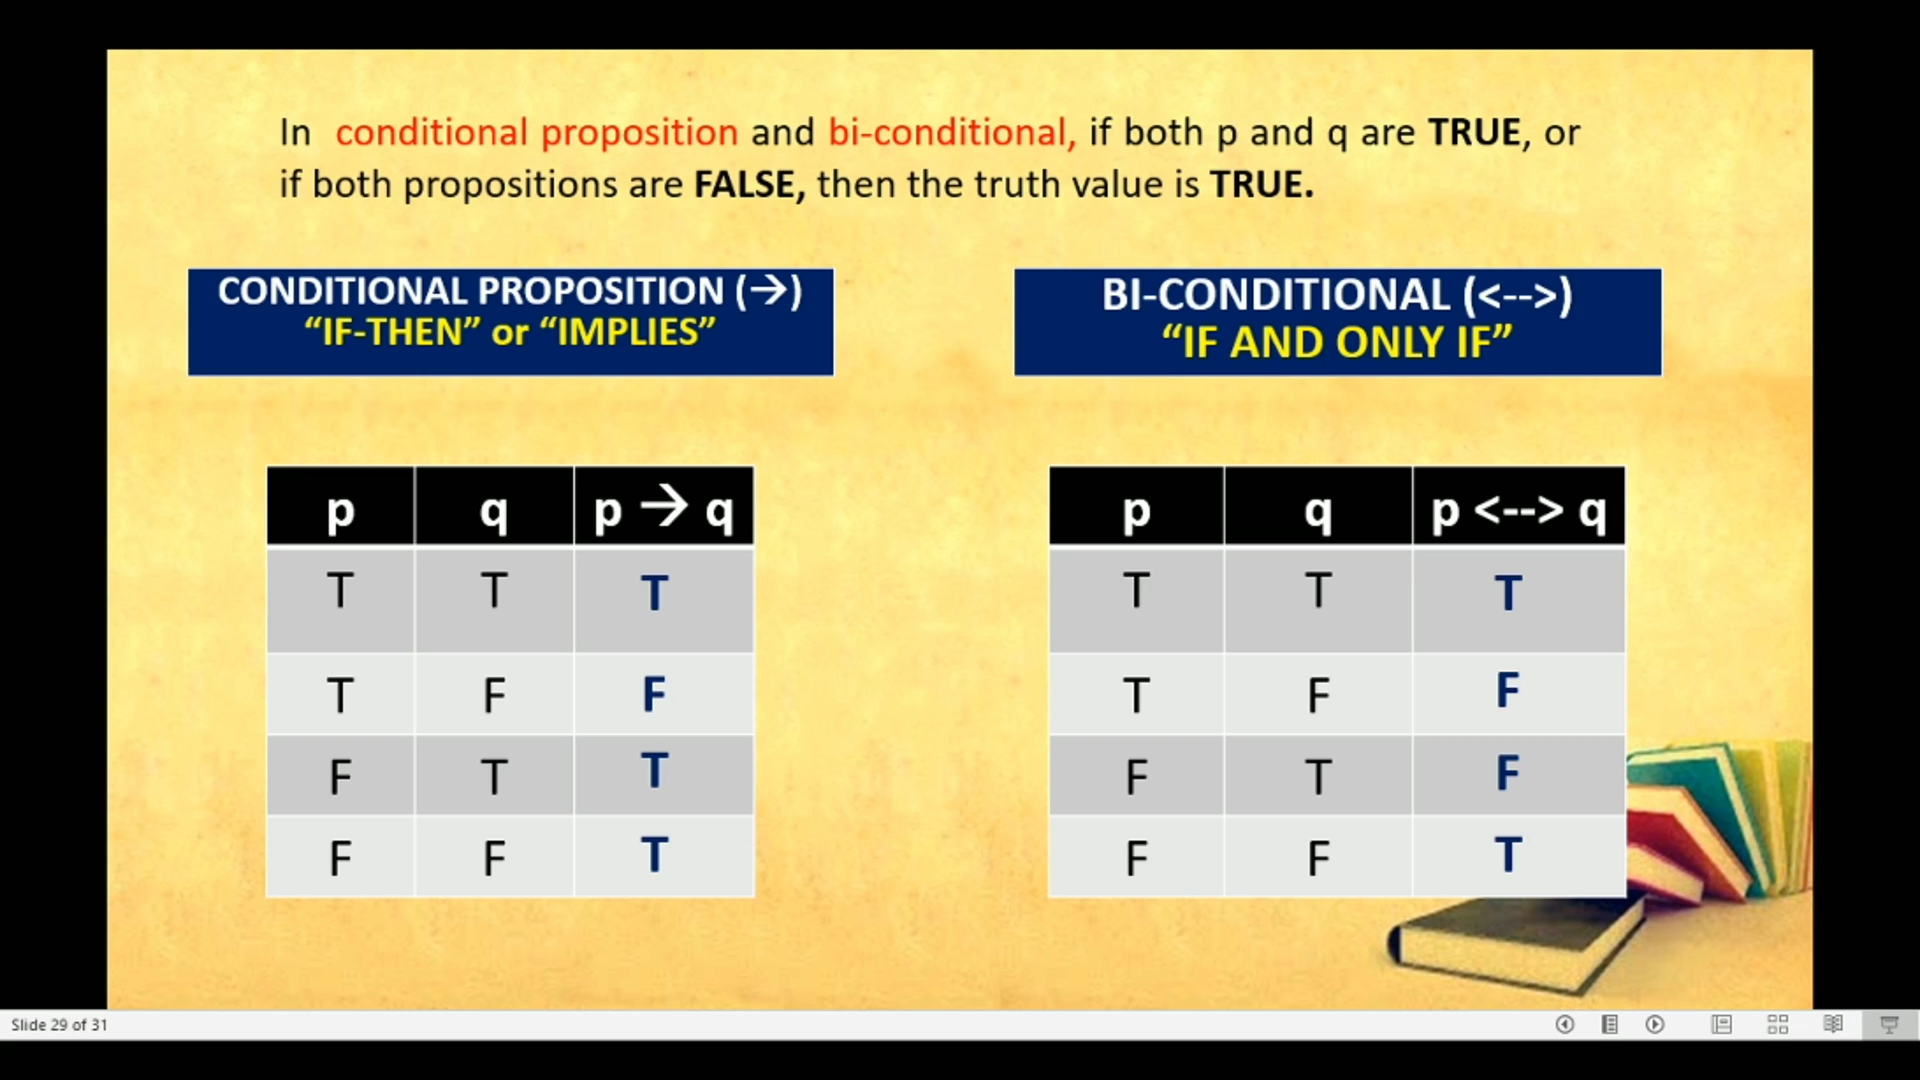 In conditional proposition and bi-conditional, if both p and q are TRUE, or
if both propositions are FALSE, then the truth value is TRUE.
CONDITIONAL PROPOSITION (→)
“IF-THEN” or “IMPLIES”
BI-CONDITIONAL (<-->)
“IF AND ONLY IF”
p q p → q
T T T
T F F
F T T
F F T
p q p <--> q
T T T
T F F
F T F
F F T
Slide 29 of 31